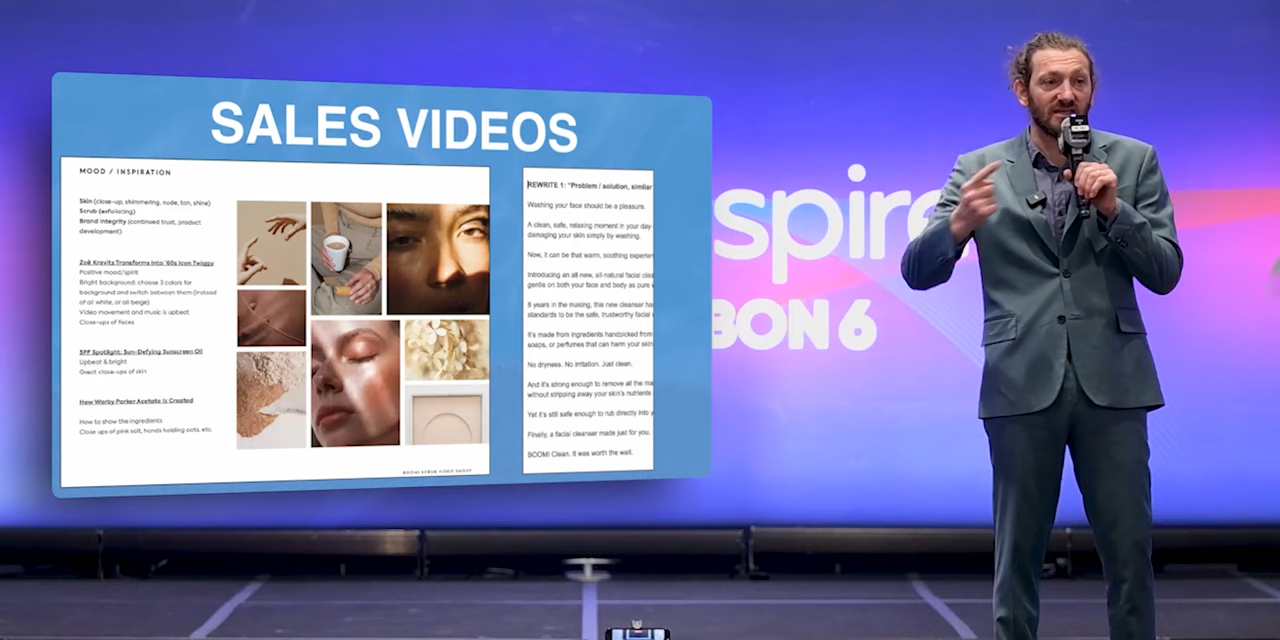 SALES VIDEOS
MOOD / INSPIRATION
Skin (close-up, shimmering, nude, tan, shine)
Scrub (exfoliating)
Brand integrity (continued trust, product
development)
Zoë Kravitz Transforms Into '60s Icon Twiggy
Positive mood/spirit
Bright background: choose 3 colors for
background and switch between them (instead
of all white, or all beige)
Video movement and music is upbeat
Close-ups of faces
SPF Spotlight: Sun-Defying Sunscreen Oil
Upbeat & bright
Great close-ups of skin
How Warby Parker Acetate is Created
How to show the ingredients
Close ups of pink salt, hands holding oats, etc.
BOOM! SCRUB VIDEO
REWRITE 1: "Problem / solution, similar
Washing your face should be a pleasure.
A clean, safe, relaxing moment in your day
damaging your skin simply by washing.
Now, it can be that warm, soothing
Introducing an all-new, all-natural facial
gentle on both your face and body as pure
8 years in the making, this new cleanser
standards to be the safe, trustworthy facial
It's made from ingredients handpicked from
soaps, or perfumes that can harm your skin
No dryness. No irritation. Just clean.
And it's strong enough to remove all the
without stripping away your skin's nutrients
Yet it's still safe enough to rub directly into
Finally, a facial cleanser made just for you.
BOOM! Clean. It was worth the wait.
spire
BON 6